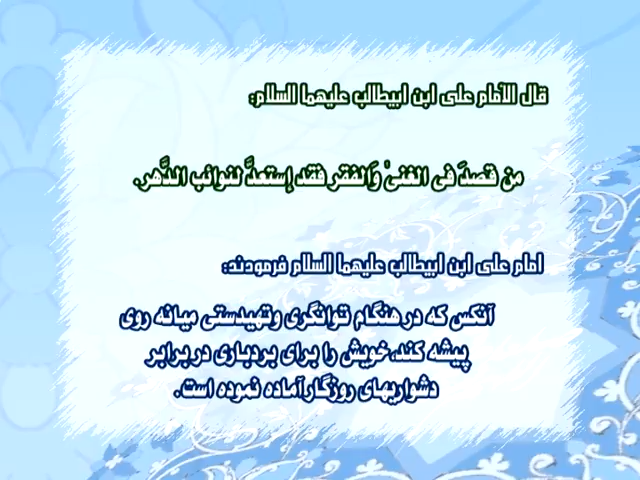 قال الامام علی ابن ابیطالب علیهما السلام:
من قصدَ فی الغنیٰ وَالفقر فقد إستعدَّ لنوائب الدَّهر.
امام علی ابن ابیطالب علیهما السلام فرمودند:
آنکس که در هنگام توانگری وتهیدستی میانه روی
پیشه کند،خویش را برای بردباری در برابر
دشواریهای روزگارآماده نموده است.